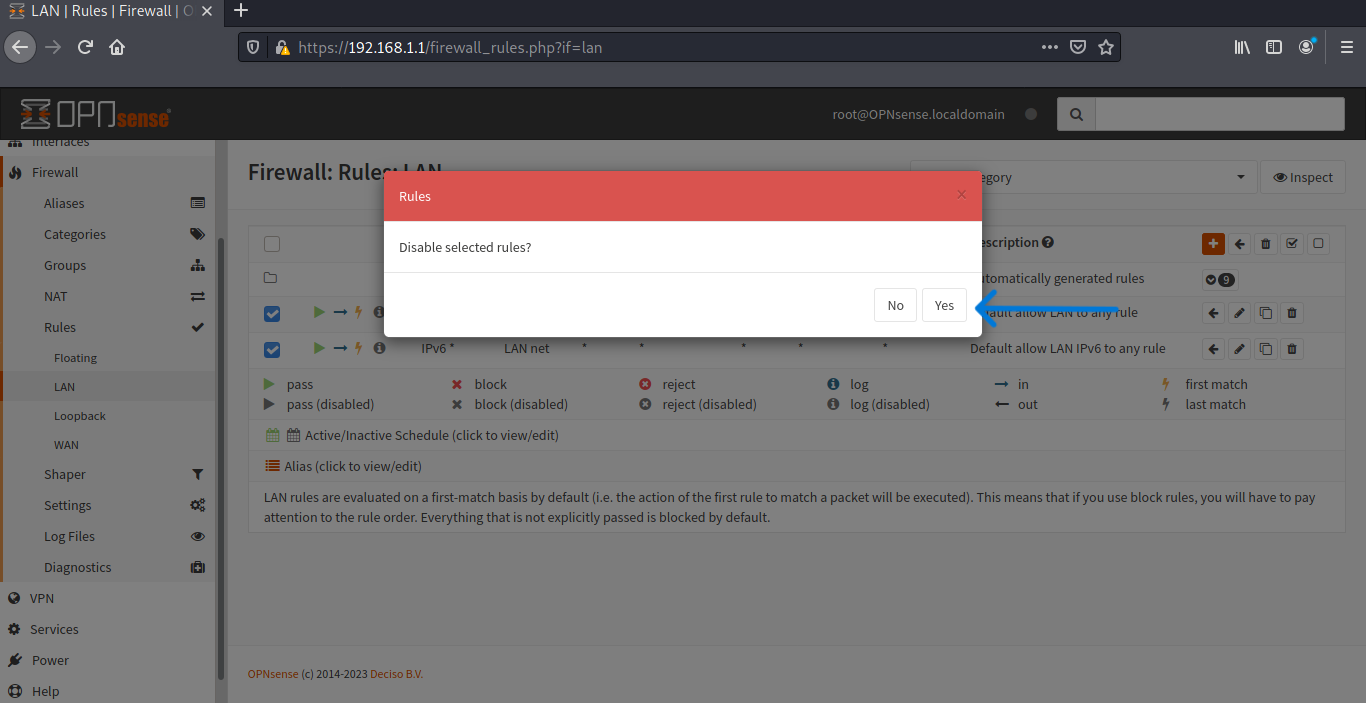 LAN | Rules | Firewall | O
https://192.168.1.1/firewall_rules.php?if=lan
OPNsense
root@OPNsense.localdomain
Interfaces
Firewall
Aliases
Categories
Groups
NAT
Rules
Floating
LAN
Loopback
WAN
Shaper
Settings
Log Files
Diagnostics
VPN
Services
Power
Help
Firewall: Rules: LAN
egory
Inspect
Rules
×
Disable selected rules?
No
Yes
escription
utomatically generated rules
9
efault allow LAN to any rule
IPv6 * LAN net * * * * * Default allow LAN IPv6 to any rule
pass block reject log in first match
pass (disabled) block (disabled) reject (disabled) log (disabled) out last match
Active/Inactive Schedule (click to view/edit)
Alias (click to view/edit)
LAN rules are evaluated on a first-match basis by default (i.e. the action of the first rule to match a packet will be executed). This means that if you use block rules, you will have to pay
attention to the rule order. Everything that is not explicitly passed is blocked by default.
OPNsense (c) 2014-2023 Deciso B.V.